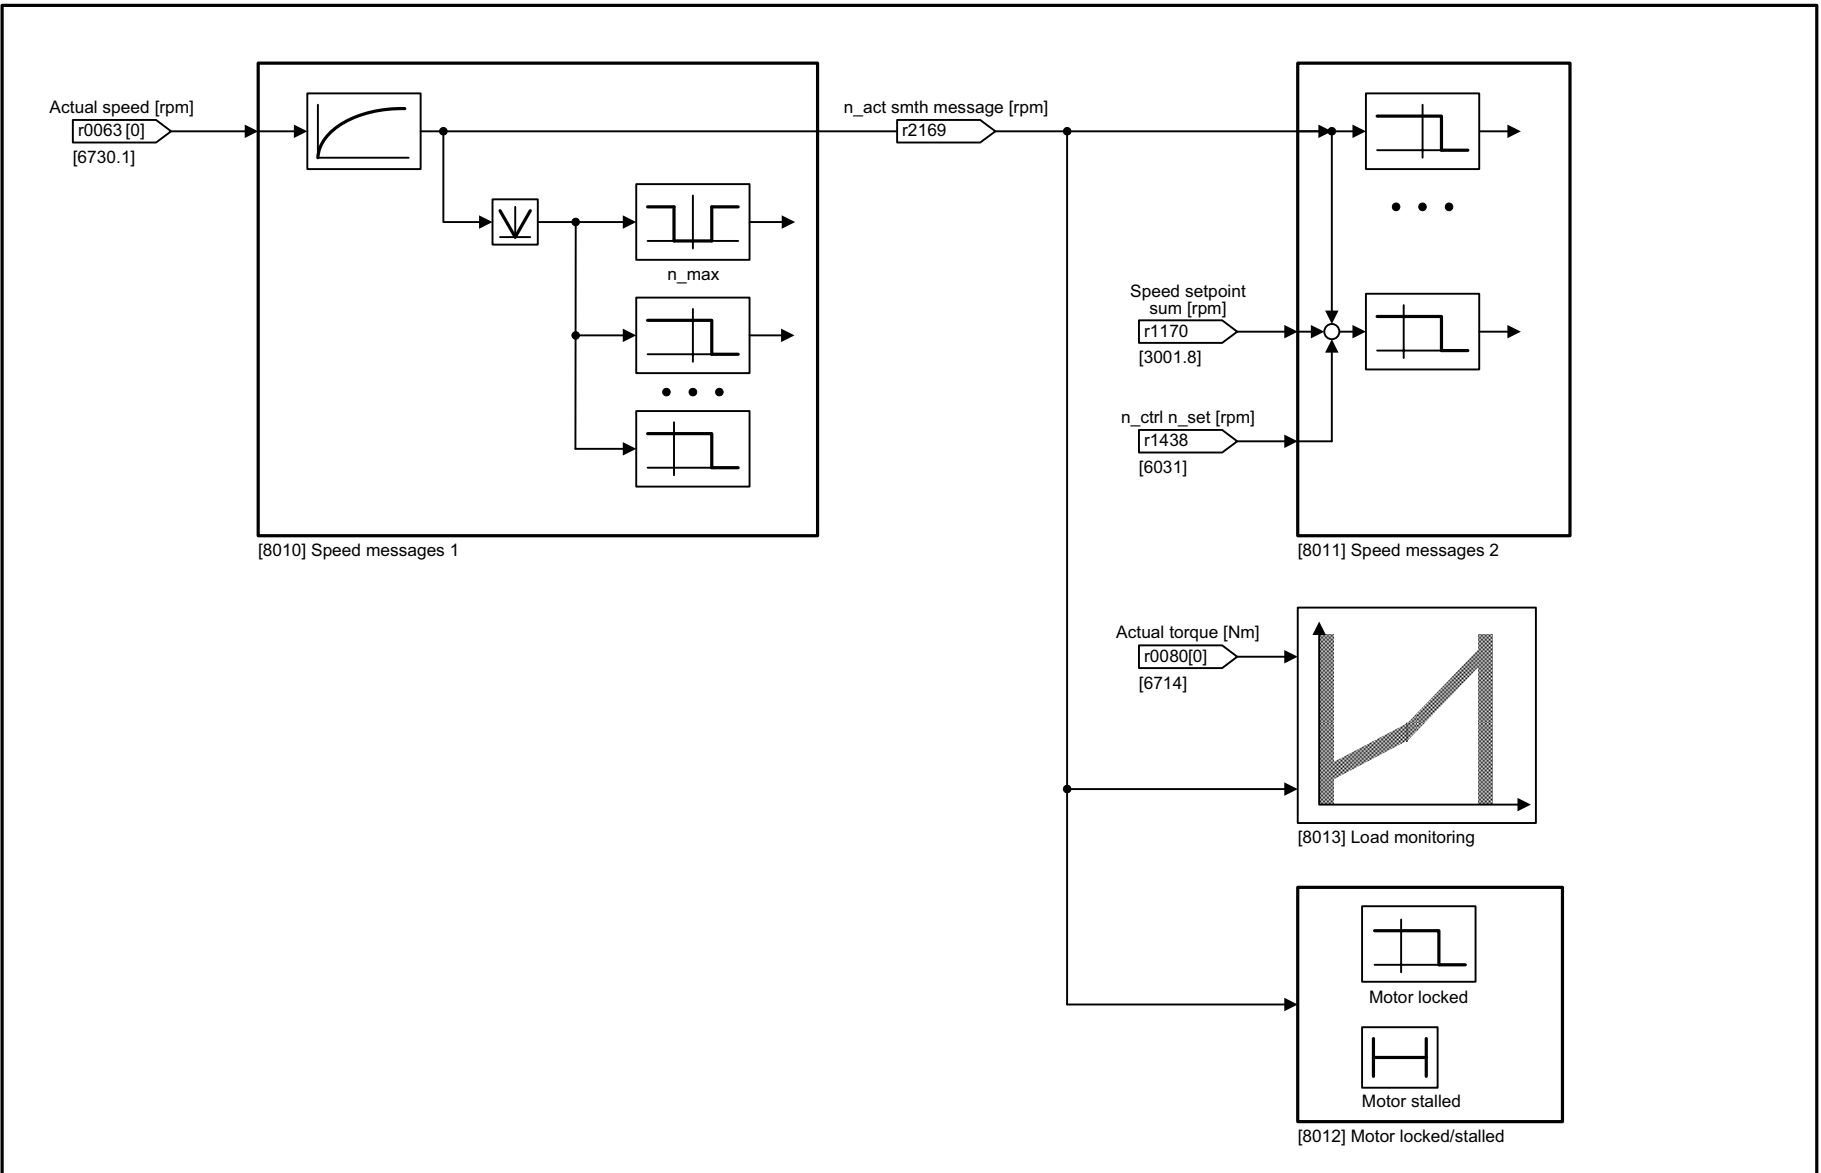 Actual speed [rpm]
r0063 [0]
[6730.1]
n_max
[8010] Speed messages 1
n_act smth message [rpm]
r2169
Speed setpoint
sum [rpm]
r1170
[3001.8]
n_ctrl n_set [rpm]
r1438
[6031]
[8011] Speed messages 2
Actual torque [Nm]
r0080[0]
[6714]
[8013] Load monitoring
Motor locked
Motor stalled
[8012] Motor locked/stalled